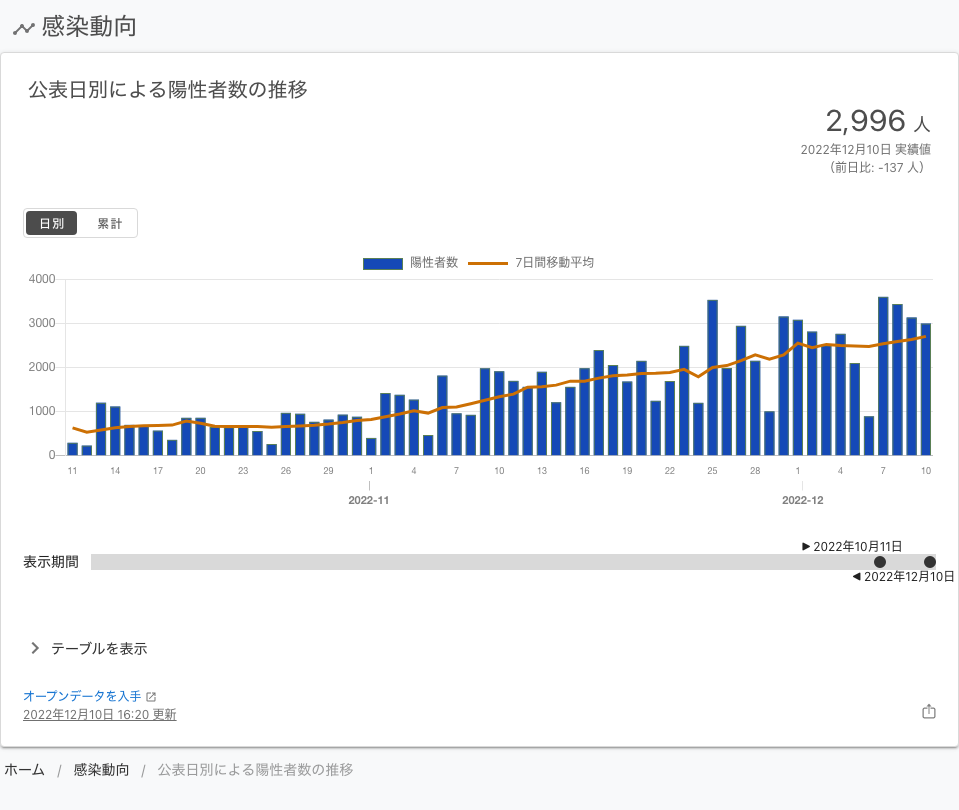 感染動向
公表日別による陽性者数の推移
2,996 人
2022年12月10日 実績値
（前日比: -137 人）
日別 累計
陽性者数 7日間移動平均
4000
3000
2000
1000
0
11 14 17 20 23 26 29 1 4 7 10 13 16 19 22 25 28 1 4 7 10
2022-11 2022-12
2022年10月11日
表示期間
2022年12月10日
テーブルを表示
オープンデータを入手
2022年12月10日 16:20 更新
ホーム / 感染動向 / 公表日別による陽性者数の推移